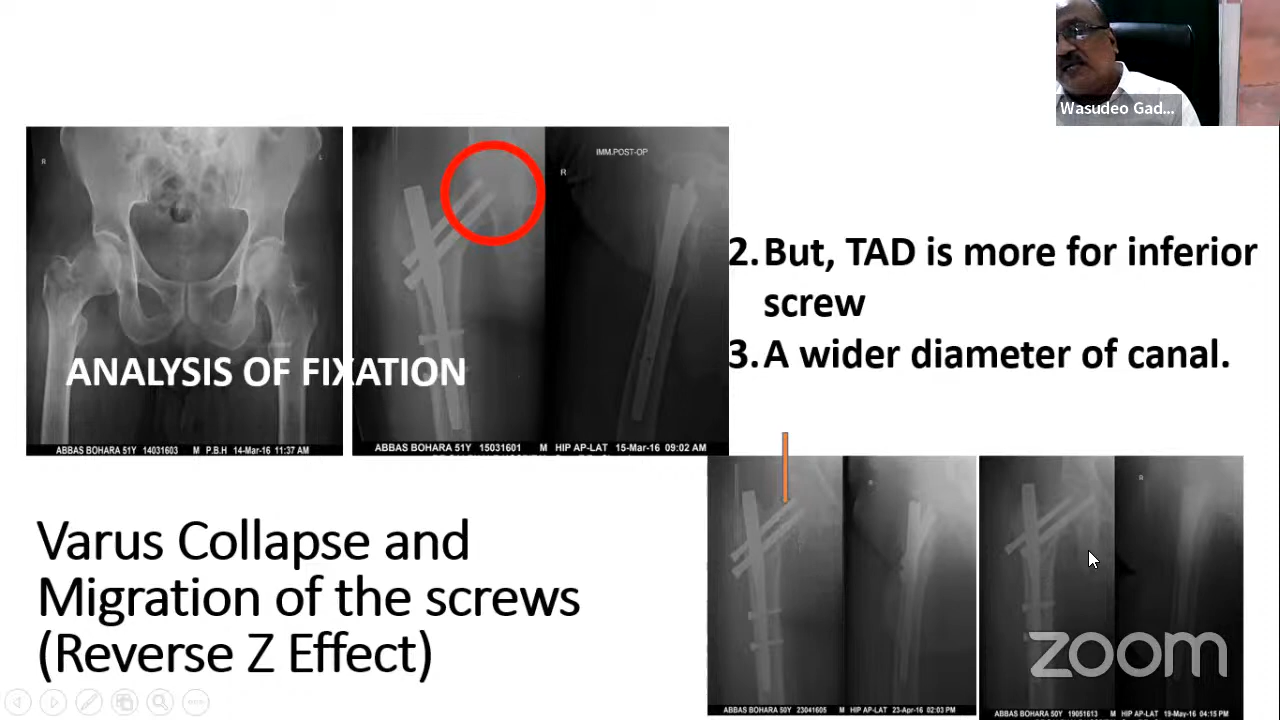 Wasudeo Gad...
R
L
IMM.POST-OP
R
2. But, TAD is more for inferior
screw
3. A wider diameter of canal.
ANALYSIS OF FIXATION
ABBAS BOHARA 51Y 14031603 M P.B.H 14-Mar-16 11:37 AM
ABBAS BOHARA 51Y 15031601 M HIP AP-LAT 15-Mar-16 09:02 AM
Varus Collapse and
Migration of the screws
(Reverse Z Effect)
R
zoom
ABBAS BOHARA 50Y 23041605 M HIP AP-LAT 23-Apr-16 02:03 PM
ABBAS BOHARA 50Y 19051613 M HIP AP-LAT 19-May-16 04:15 PM